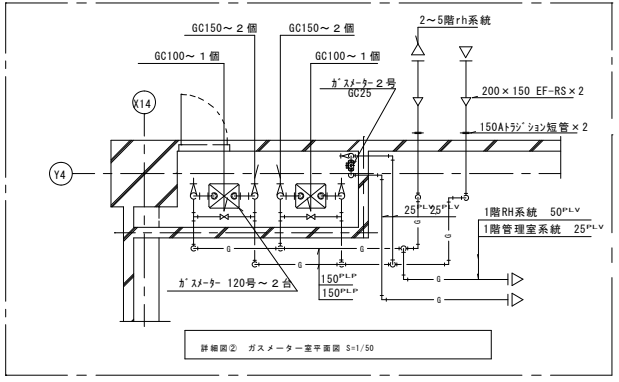 2〜5階rh系統
GC150〜2個
GC150〜2個
GC100〜1個
GC100〜1個
ガスメーター2号
GC25
200×150 EF-RS×2
150Aトラジション短管×2
X14
Y4
25PLV
25PLV
1階RH系統 50PLV
1階管理室系統 25PLV
G
G
G
G
G
G
G
G
ガスメーター 120号〜2台
150PLP
150PLP
詳細図② ガスメーター室平面図 S=1/50